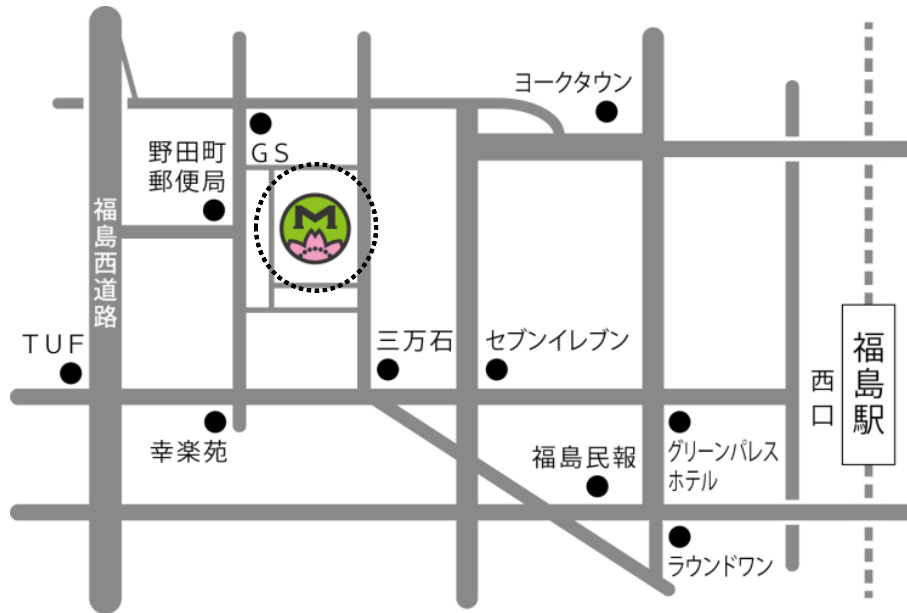 ヨークタウン
GS
野田町
郵便局
M
福島西道路
TUF
三万石
セブンイレブン
西口
福島駅
幸楽苑
福島民報
グリーンパレス
ホテル
ラウンドワン